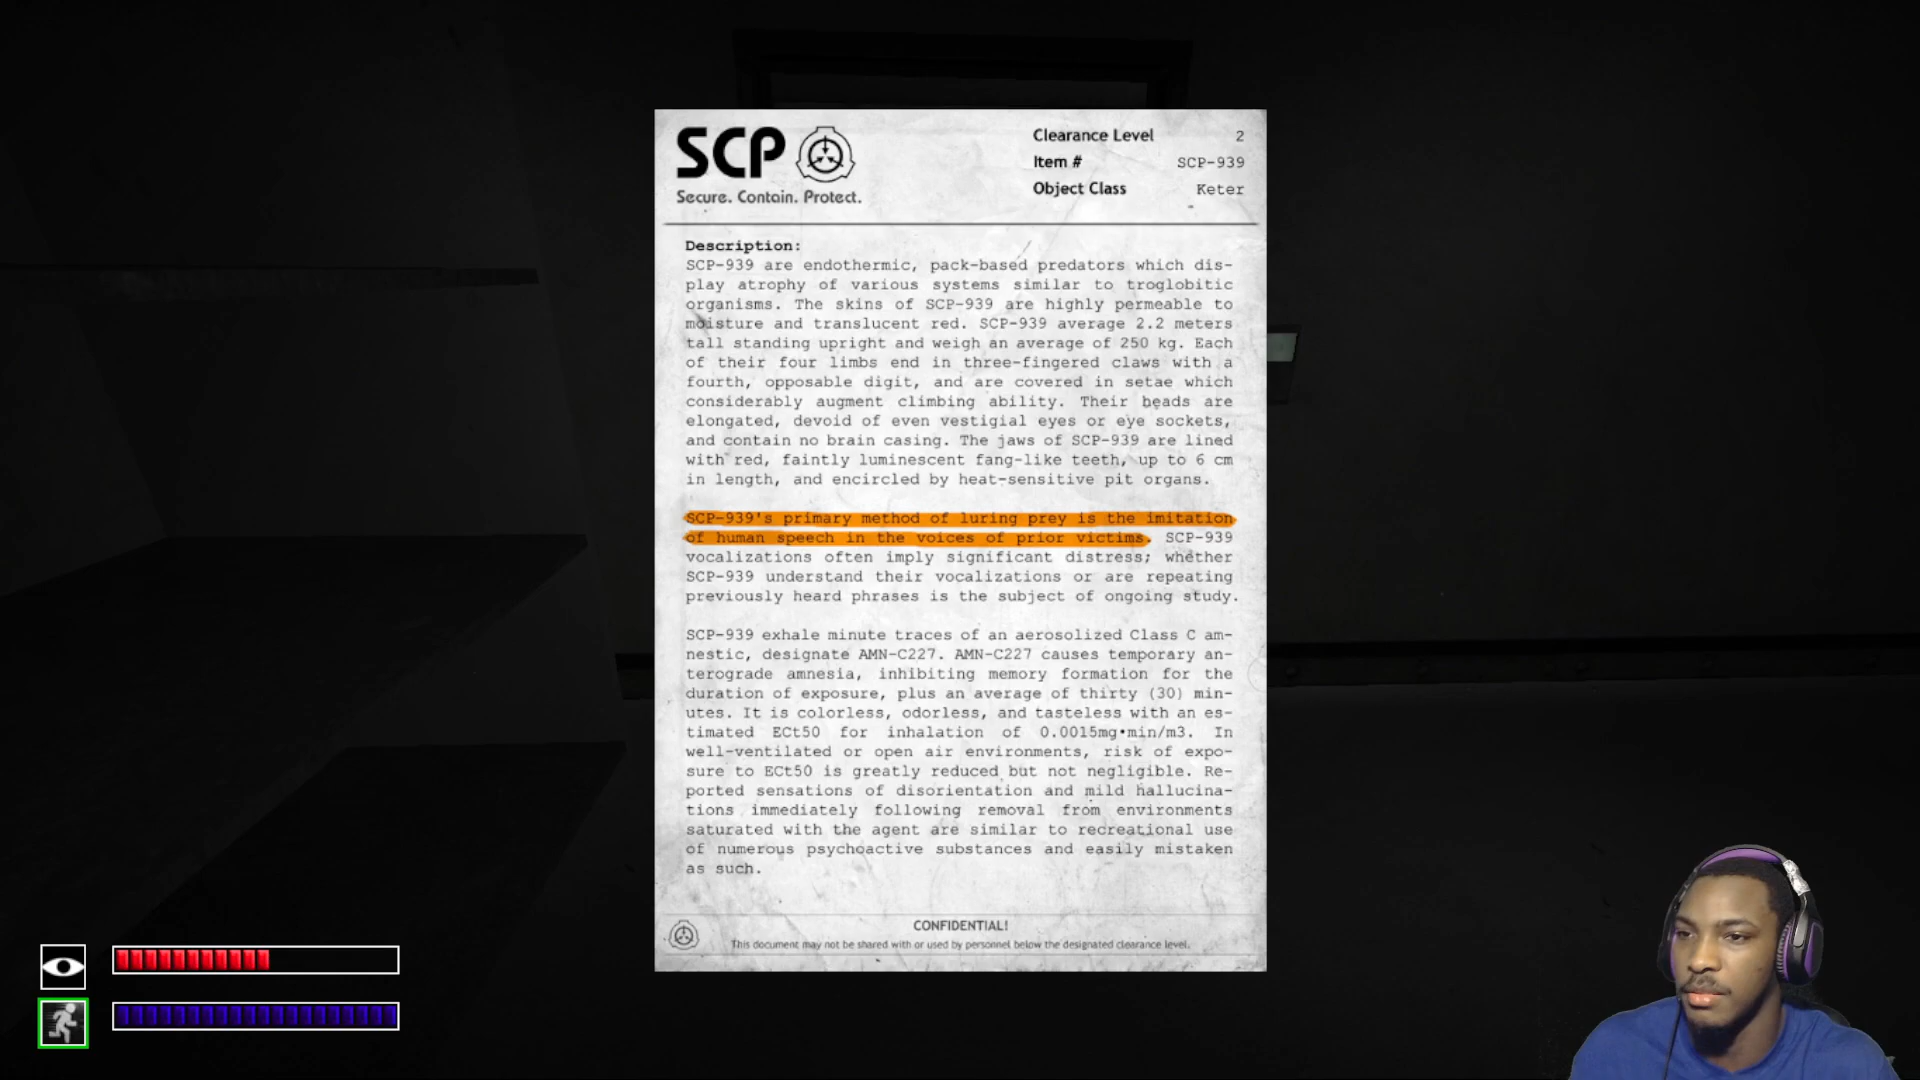 SCP
Secure. Contain. Protect.
Clearance Level 2
Item # SCP-939
Object Class Keter
Description:
SCP-939 are endothermic, pack-based predators which dis-
play atrophy of various systems similar to troglobitic
organisms. The skins of SCP-939 are highly permeable to
moisture and translucent red. SCP-939 average 2.2 meters
tall standing upright and weigh an average of 250 kg. Each
of their four limbs end in three-fingered claws with a
fourth, opposable digit, and are covered in setae which
considerably augment climbing ability. Their heads are
elongated, devoid of even vestigial eyes or eye sockets,
and contain no brain casing. The jaws of SCP-939 are lined
with red, faintly luminescent fang-like teeth, up to 6 cm
in length, and encircled by heat-sensitive pit organs.
SCP-939's primary method of luring prey is the imitation
of human speech in the voices of prior victims. SCP-939
vocalizations often imply significant distress; whether
SCP-939 understand their vocalizations or are repeating
previously heard phrases is the subject of ongoing study.
SCP-939 exhale minute traces of an aerosolized Class C am-
nestic, designate AMN-C227. AMN-C227 causes temporary an-
terograde amnesia, inhibiting memory formation for the
duration of exposure, plus an average of thirty (30) min-
utes. It is colorless, odorless, and tasteless with an es-
timated ECt50 for inhalation of 0.0015mg•min/m3. In
well-ventilated or open air environments, risk of expo-
sure to ECt50 is greatly reduced but not negligible. Re-
ported sensations of disorientation and mild hallucina-
tions immediately following removal from environments
saturated with the agent are similar to recreational use
of numerous psychoactive substances and easily mistaken
as such.
CONFIDENTIAL!
This document may not be shared with or used by personnel below the designated clearance level.